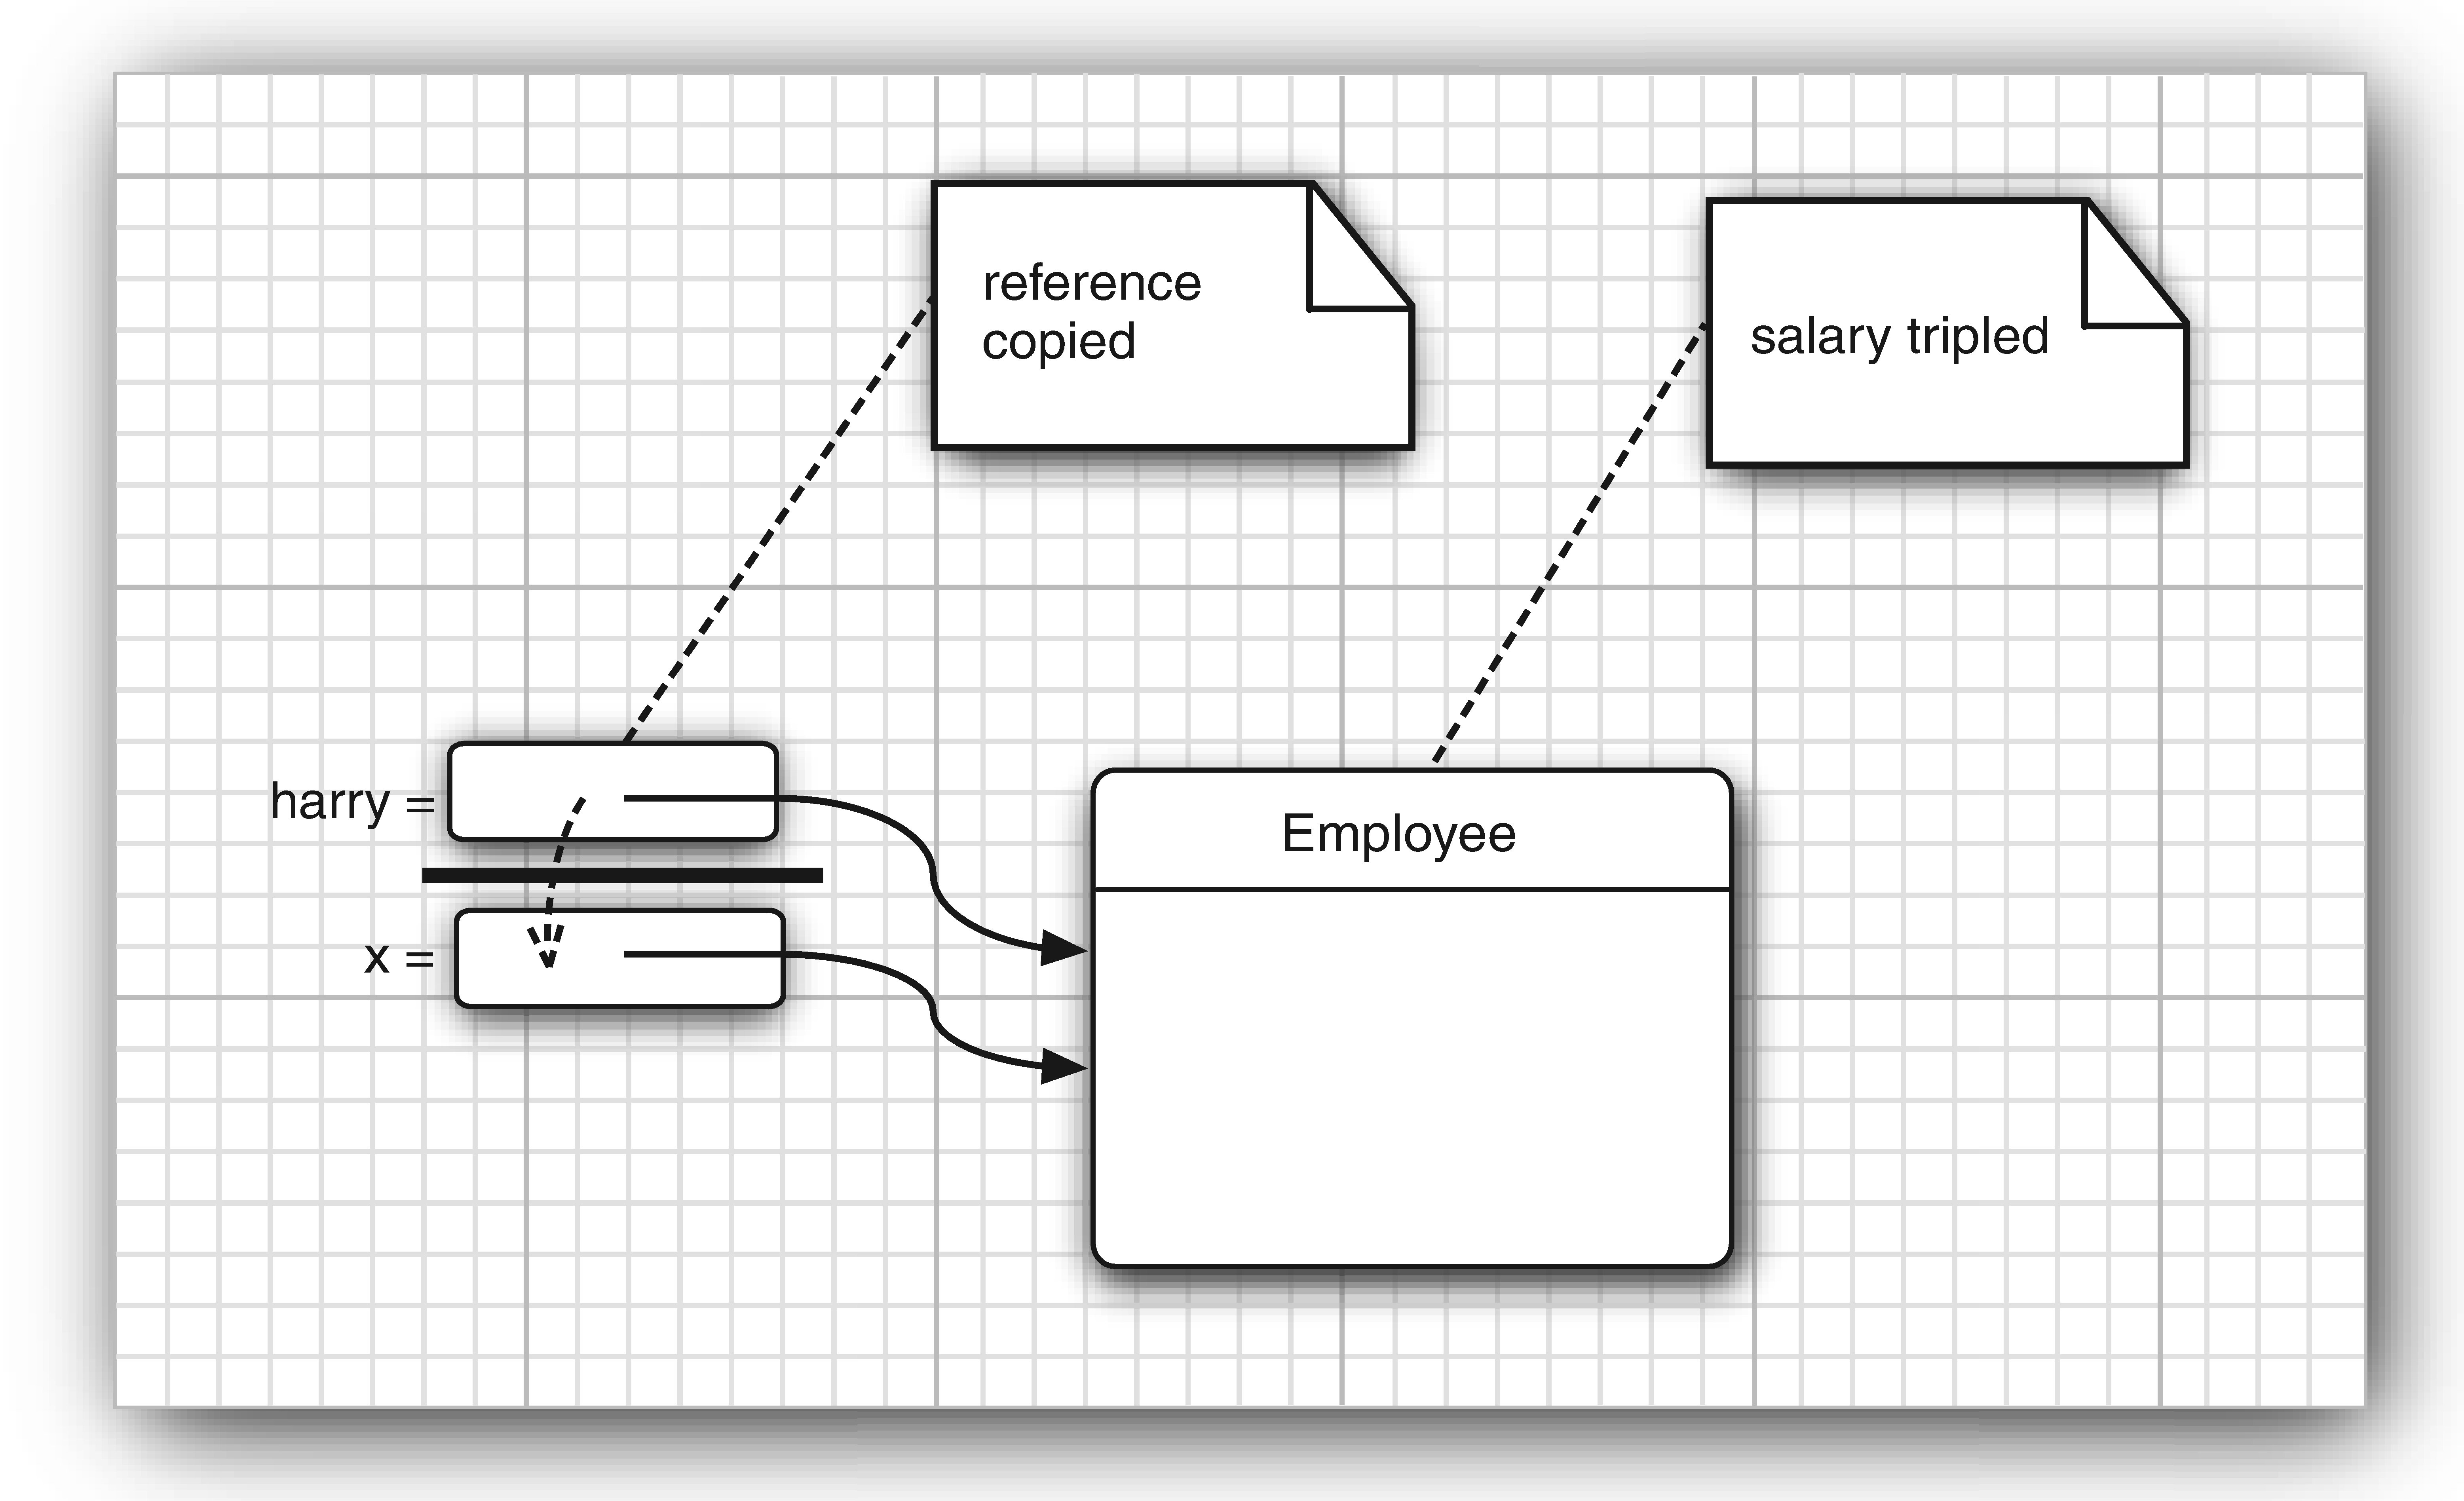 reference
copied
salary tripled
harry =
Employee
x =